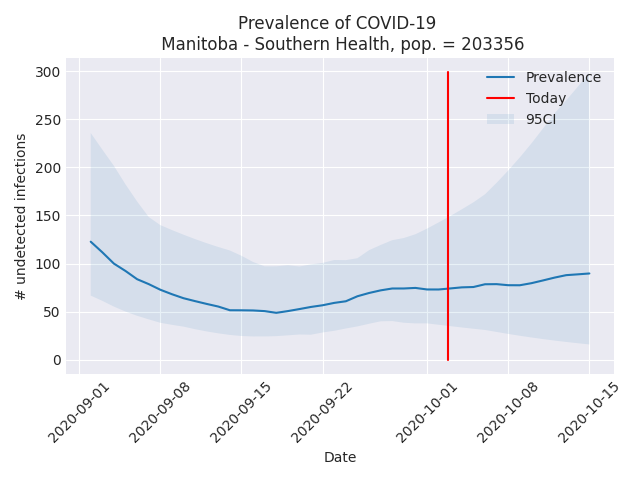 Prevalence of COVID-19
Manitoba - Southern Health, pop. = 203356
# undetected infections
300
250
200
150
100
50
0
Prevalence
Today
95CI
2020-09-01
2020-09-08
2020-09-15
2020-09-22
2020-10-01
2020-10-08
2020-10-15
Date